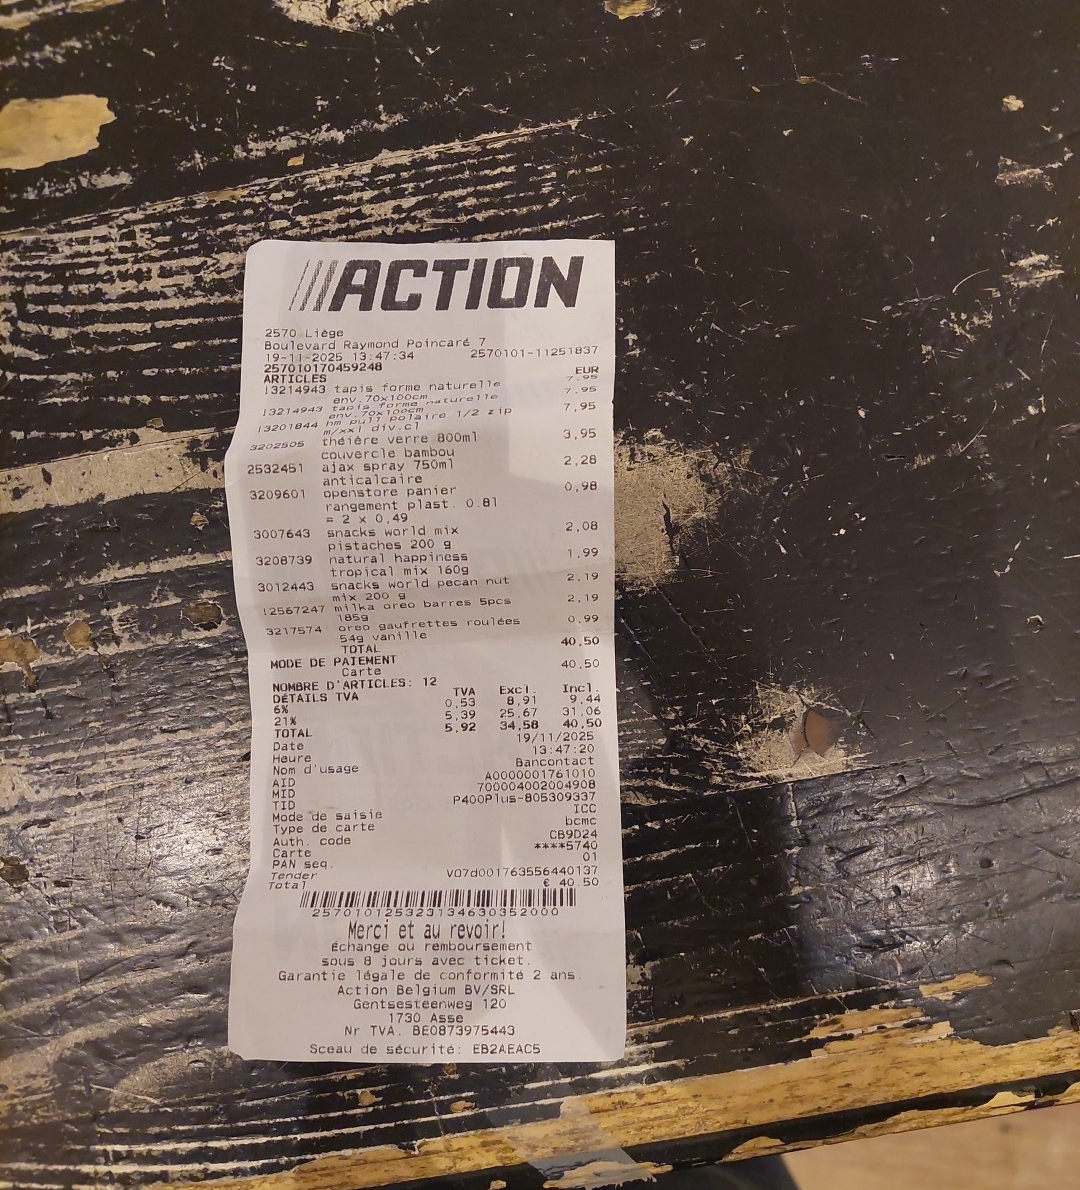 ACTION
2570 Liège
Boulevard Raymond Poincaré 7
19-11-2025 13:47:34 2570101-11251837
257010170459248
ARTICLES EUR
!3214943 tapis forme naturelle 7.95
env.70x100cm
!3214943 tapis forme naturelle 7.95
env.70x100cm
!3201844 hm pull polaire 1/2 zip 7,95
m/xxl div.cl
3202505 théière verre 800ml 3,95
couvercle bambou
2532451 ajax spray 750ml 2,28
anticalcaire
3209601 openstore panier 0,98
rangement plast. 0.8l
= 2 x 0,49
3007643 snacks world mix 2,08
pistaches 200 g
3208739 natural happiness 1,99
tropical mix 160g
3012443 snacks world pecan nut 2,19
mix 200 g
!2567247 milka oreo barres 5pcs 2,19
185g
3217574 oreo gaufrettes roulées 0,99
54g vanille
TOTAL 40,50
MODE DE PAIEMENT
Carte 40,50
NOMBRE D'ARTICLES: 12
DÉTAILS TVA TVA Excl. Incl.
6% 0,53 8,91 9,44
21% 5,39 25,67 31,06
TOTAL 5,92 34,58 40,50
Date 19/11/2025
Heure 13:47:20
Nom d'usage Bancontact
AID A0000001761010
MID 700004002004908
TID P400Plus-805309337
Mode de saisie ICC
Type de carte bcmc
Auth. code CB9D24
Carte ****5740
PAN seq. 01
Tender V07d001763556440137
Total € 40.50
257010125323134630352000
Merci et au revoir!
Échange ou remboursement
sous 8 jours avec ticket.
Garantie légale de conformité 2 ans.
Action Belgium BV/SRL
Gentsesteenweg 120
1730 Asse
Nr TVA. BE0873975443
Sceau de sécurité: EB2AEAC5